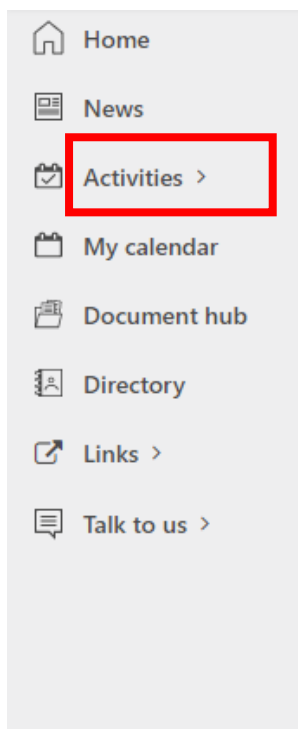 Home
News
Activities >
My calendar
Document hub
Directory
Links >
Talk to us >